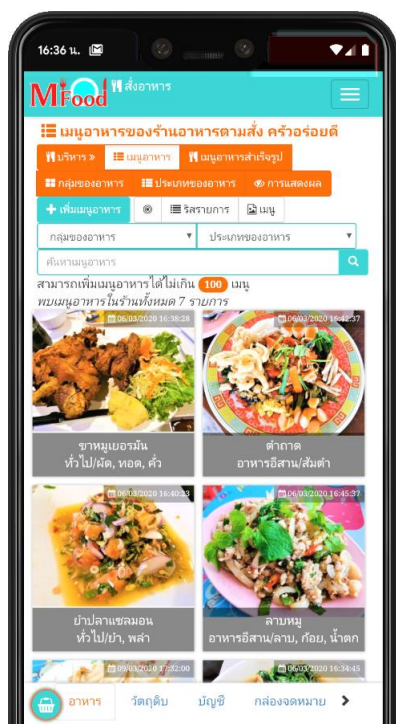 16:36 น.
MFood สั่งอาหาร
เมนูอาหารของร้านอาหารตามสั่ง ครัวอร่อยดี
บริหาร » เมนูอาหาร เมนูอาหารสำเร็จรูป
กลุ่มของอาหาร ประเภทของอาหาร การแสดงผล
เพิ่มเมนูอาหาร รีสรายการ เมนู
กลุ่มของอาหาร ประเภทของอาหาร
ค้นหาเมนูอาหาร
สามารถเพิ่มเมนูอาหารได้ไม่เกิน 100 เมนู
พบเมนูอาหารในร้านทั้งหมด 7 รายการ
06/03/2020 16:38:28
06/03/2020 16:42:37
ขาหมูเยอรมัน
ทั่วไป/ผัด, ทอด, คั่ว
ตำถาด
อาหารอีสาน/ส้มตำ
06/03/2020 16:40:23
06/03/2020 16:45:37
ยำปลาแซลมอน
ทั่วไป/ยำ, พล่า
ลาบหมู
อาหารอีสาน/ลาบ, ก้อย, น้ำตก
09/03/2020 17:32:00
06/03/2020 16:34:45
อาหาร วัตถุดิบ บัญชี กล่องจดหมาย